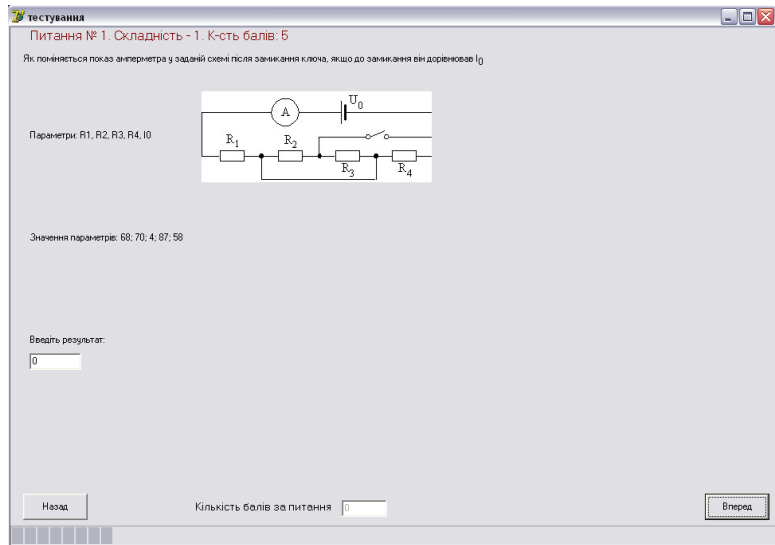 тестування
Питання № 1. Складність - 1. К-сть балів: 5
Як поміняється показ амперметра у заданій схемі після замикання ключа, якщо до замикання він дорівнював I0
A
U0
Параметри: R1, R2, R3, R4, I0
R1
R2
R3
R4
Значення параметрів: 68; 70; 4; 87; 58
Введіть результат:
0
Назад
Кількість балів за питання
0
Вперед